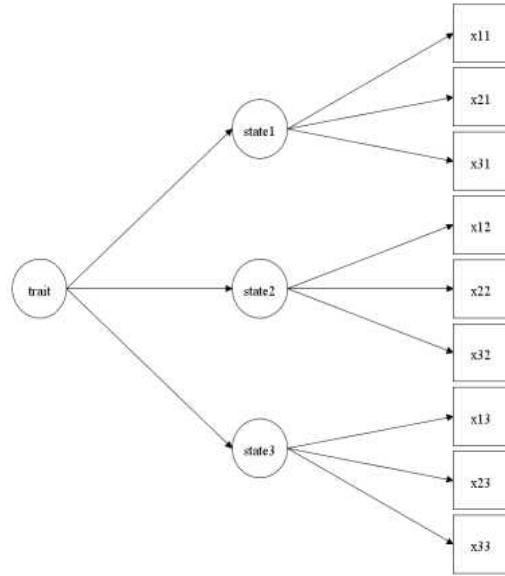 x11
x21
state1
x31
x12
trait
state2
x22
x32
x13
state3
x23
x33